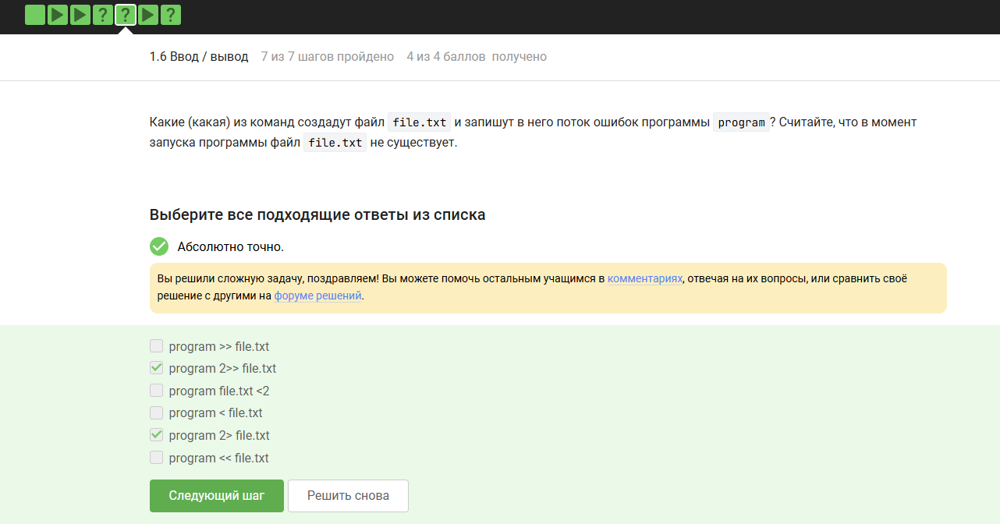 ? ? ?
1.6 Ввод / вывод 7 из 7 шагов пройдено 4 из 4 баллов получено
Какие (какая) из команд создадут файл file.txt и запишут в него поток ошибок программы program? Считайте, что в момент
запуска программы файл file.txt не существует.
Выберите все подходящие ответы из списка
Абсолютно точно.
Вы решили сложную задачу, поздравляем! Вы можете помочь остальным учащимся в комментариях, отвечая на их вопросы, или сравнить своё
решение с другими на форуме решений.
program >> file.txt
program 2>> file.txt
program file.txt <2
program < file.txt
program 2> file.txt
program << file.txt
Следующий шаг Решить снова